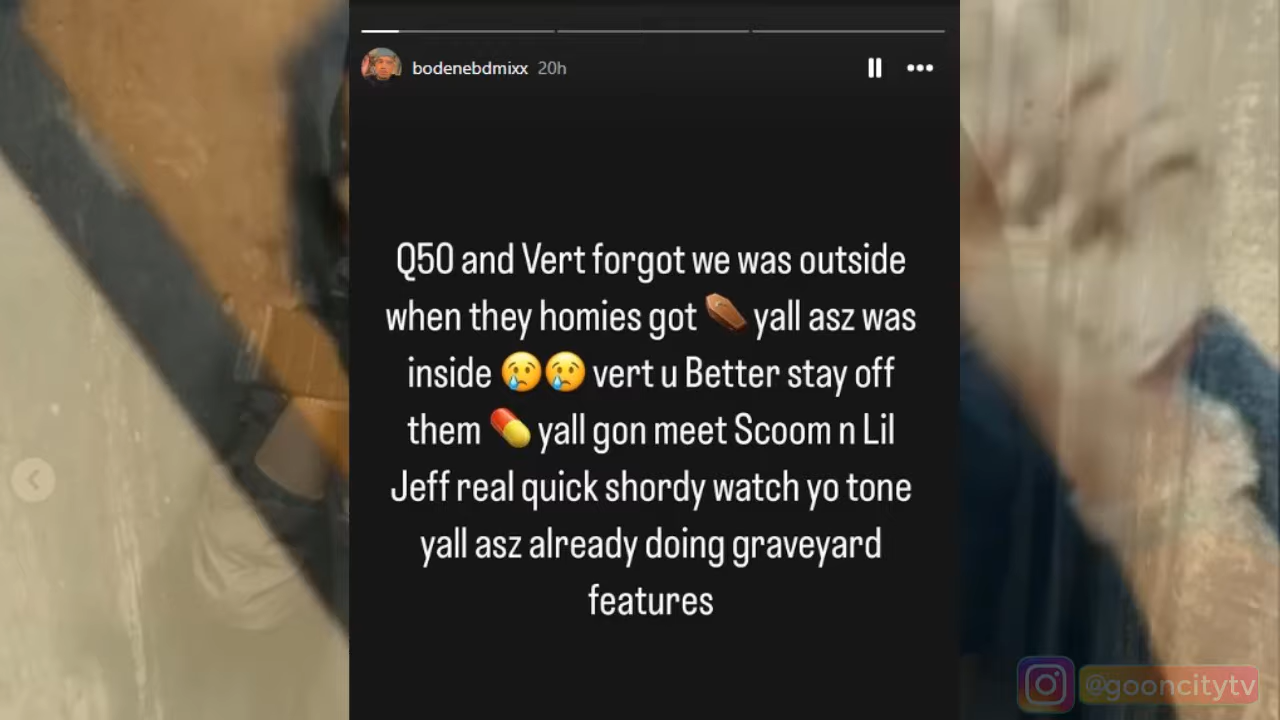 bodenebdmixx 20h
Q50 and Vert forgot we was outside
when they homies got ⚰️ yall asz was
inside 😢😢 vert u Better stay off
them 💊 yall gon meet Scoom n Lil
Jeff real quick shordy watch yo tone
yall asz already doing graveyard
features
@gooncitytv